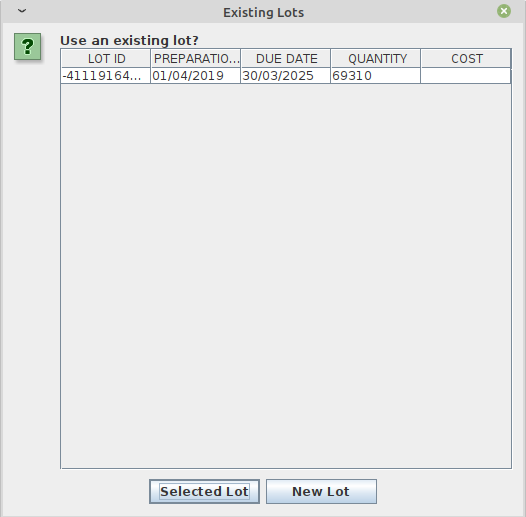 Existing Lots
?
Use an existing lot?
LOT ID PREPARATIO... DUE DATE QUANTITY COST
-41119164... 01/04/2019 30/03/2025 69310
Selected Lot New Lot